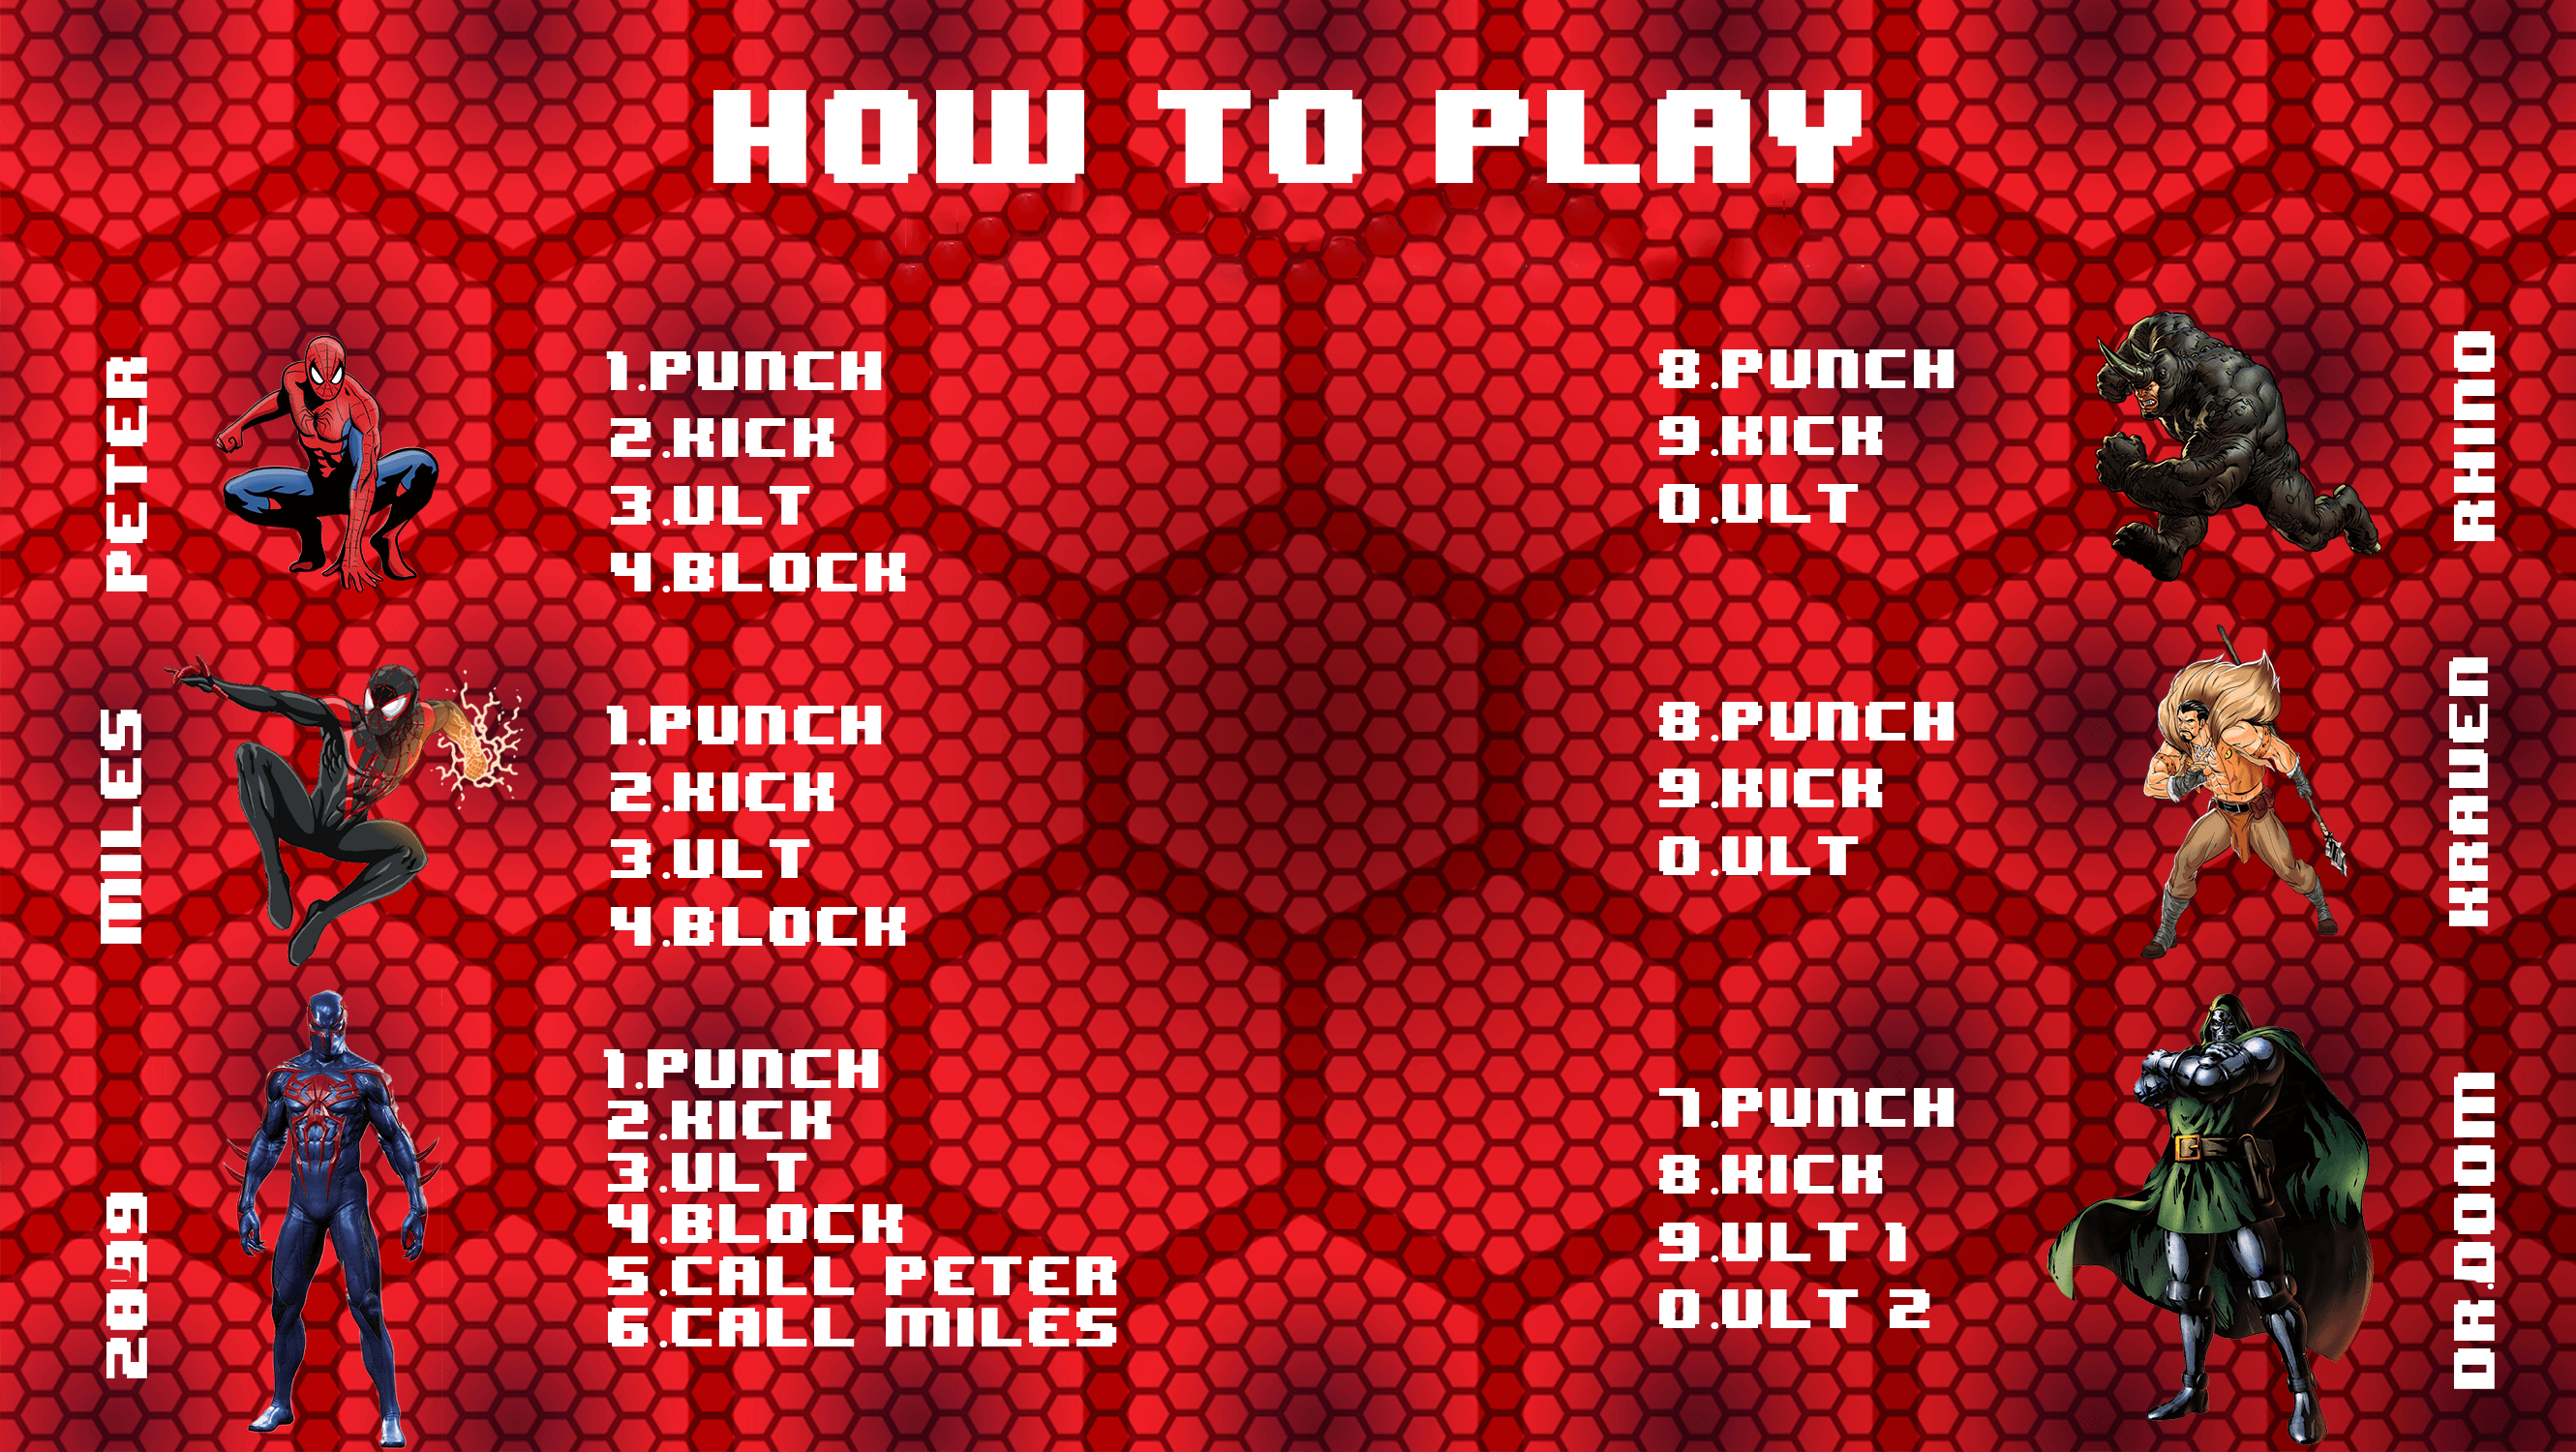 HOW TO PLAY
PETER
1.PUNCH
2.KICK
3.ULT
4.BLOCK
8.PUNCH
9.KICK
0.ULT
RHINO
MILES
1.PUNCH
2.KICK
3.ULT
4.BLOCK
8.PUNCH
9.KICK
0.ULT
KRAVEN
2099
1.PUNCH
2.KICK
3.ULT
4.BLOCK
5.CALL PETER
6.CALL MILES
7.PUNCH
8.KICK
9.ULT 1
0.ULT 2
DR.DOOM